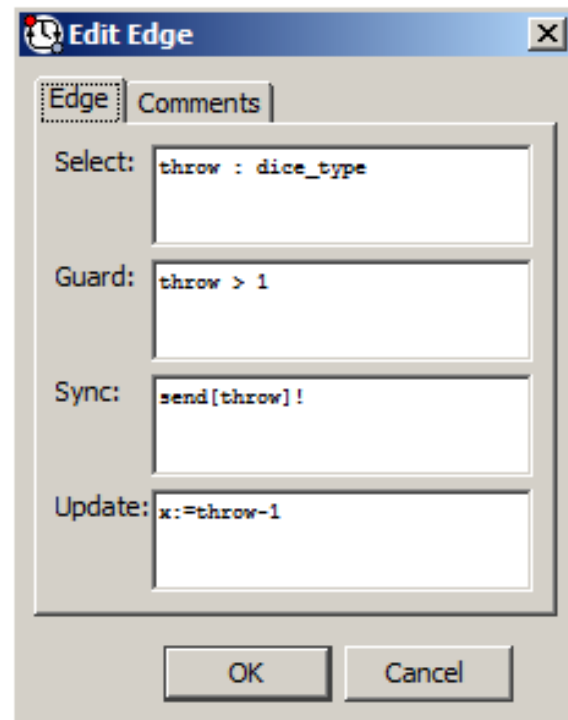 Edit Edge
Edge
Comments
Select:
throw : dice_type
Guard:
throw > 1
Sync:
send[throw]!
Update:
x:=throw-1
OK
Cancel